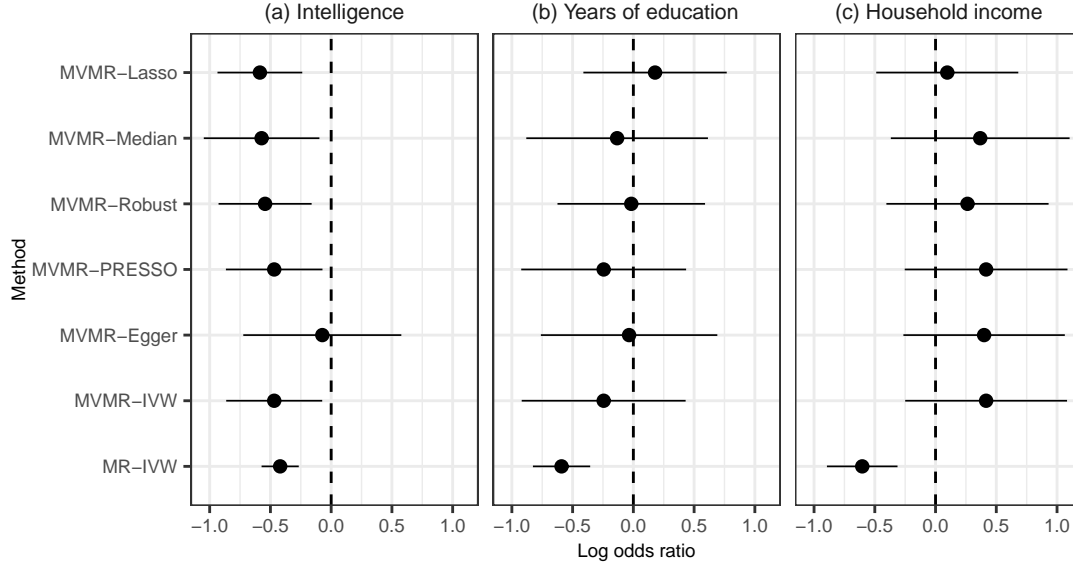 (a) Intelligence
(b) Years of education
(c) Household income
Method
MVMR−Lasso
MVMR−Median
MVMR−Robust
MVMR−PRESSO
MVMR−Egger
MVMR−IVW
MR−IVW
−1.0 −0.5 0.0 0.5 1.0
−1.0 −0.5 0.0 0.5 1.0
−1.0 −0.5 0.0 0.5 1.0
Log odds ratio